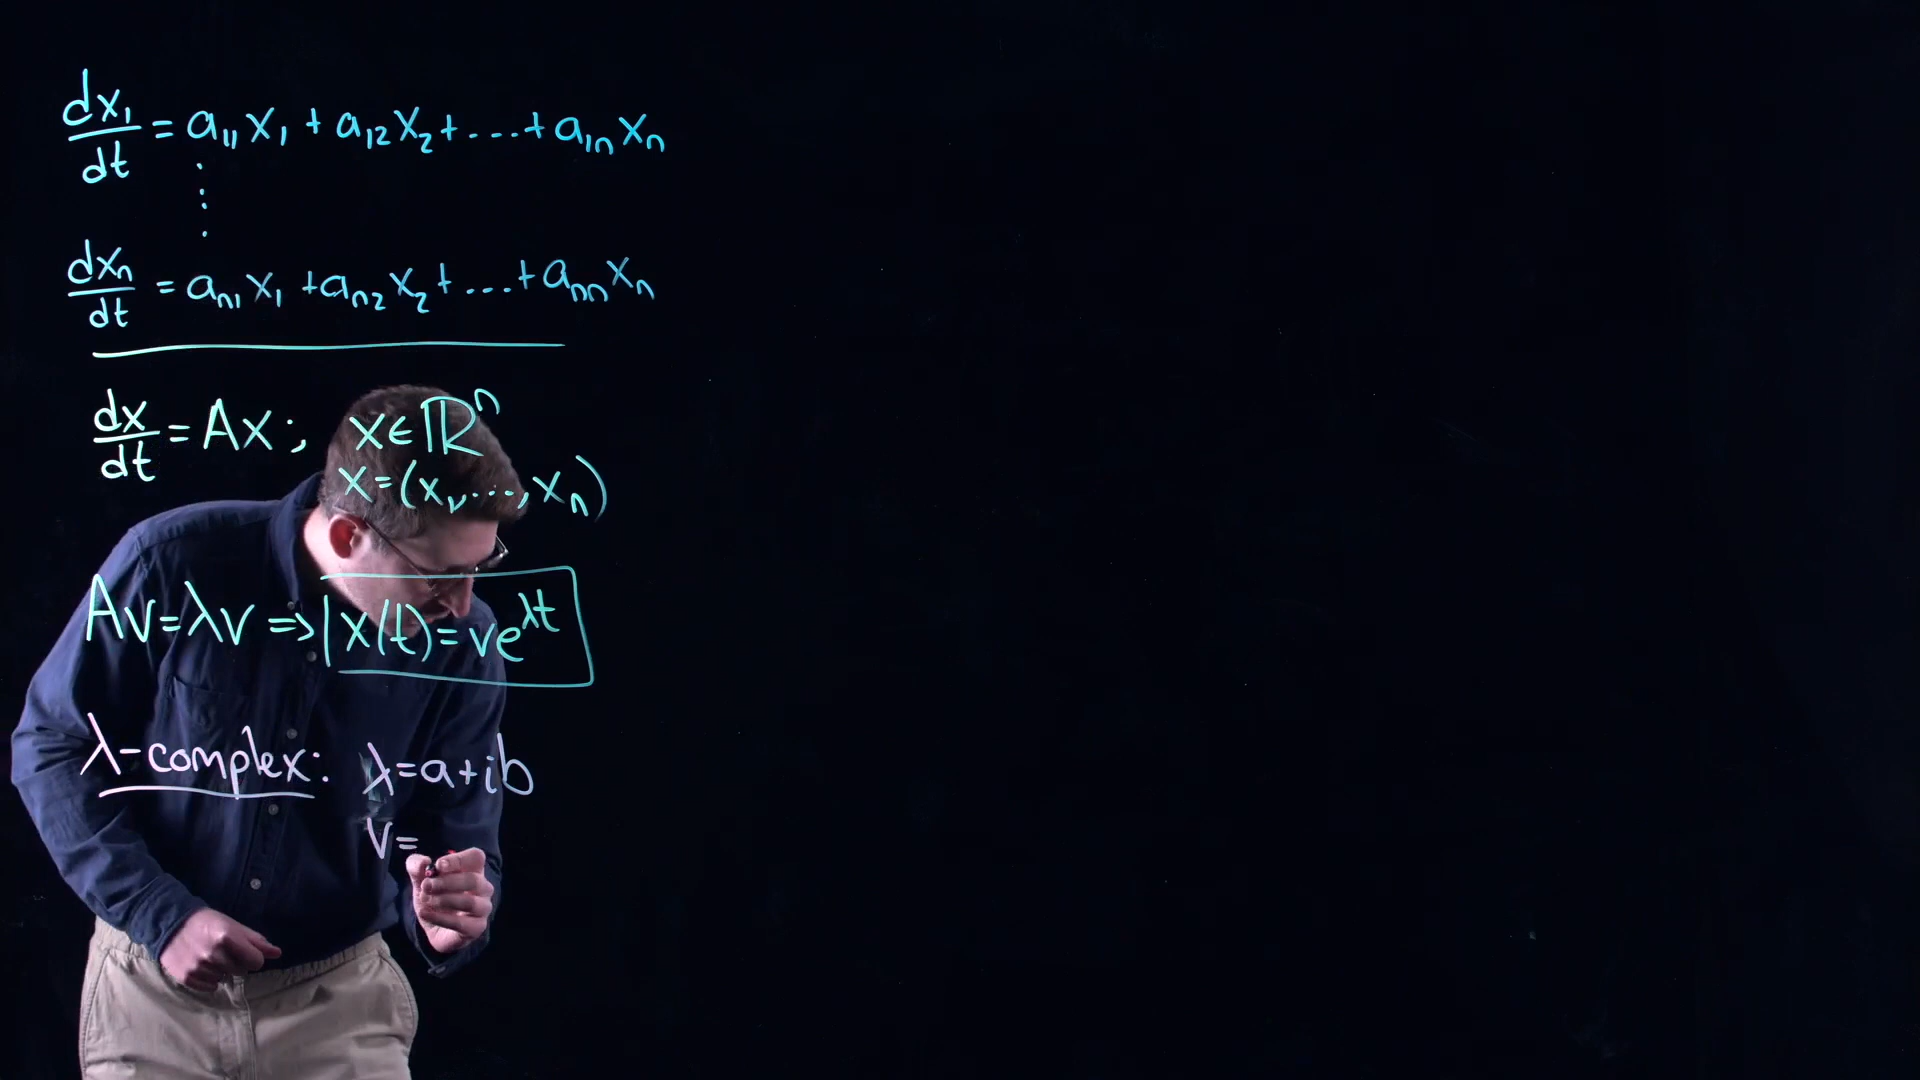 dx₁/dt = a₁₁x₁ + a₁₂x₂ + ... + a₁ₙxₙ
⋮
dxₙ/dt = aₙ₁x₁ + aₙ₂x₂ + ... + aₙₙxₙ
dx/dt = Ax ; x ∈ ℝⁿ
x = (x₁, ..., xₙ)
Av = λv ⇒ x(t) = ve^λt
λ-complex: λ = a + ib
v =